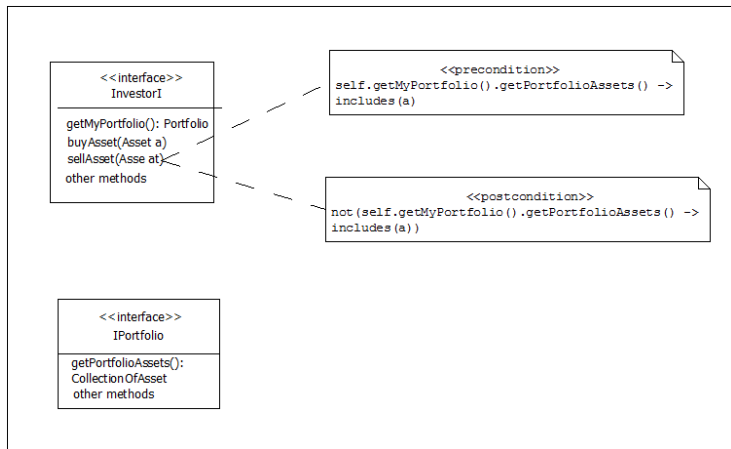 <<interface>>
InvestorI
getMyPortfolio(): Portfolio
buyAsset(Asset a)
sellAsset(Asse at)
other methods
<<precondition>>
self.getMyPortfolio().getPortfolioAssets() ->
includes(a)
<<postcondition>>
not(self.getMyPortfolio().getPortfolioAssets() ->
includes(a))
<<interface>>
IPortfolio
getPortfolioAssets():
CollectionOfAsset
other methods